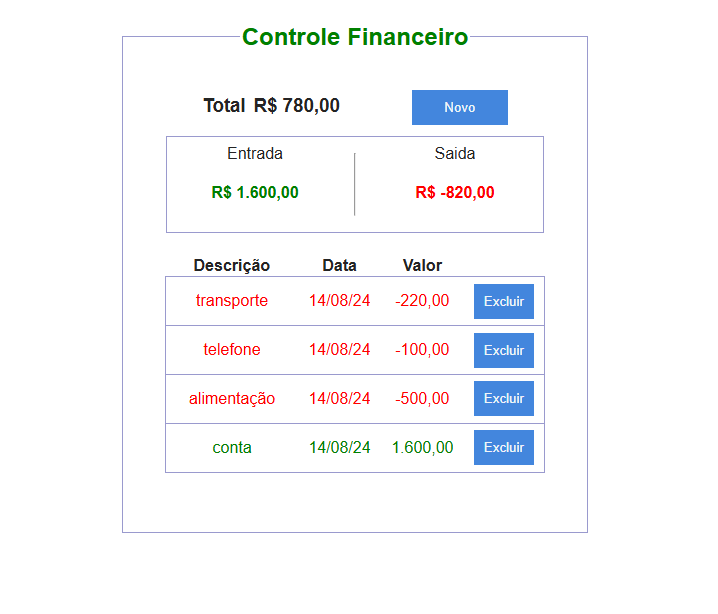 Controle Financeiro
Total R$ 780,00 Novo
Entrada Saida
R$ 1.600,00 R$ -820,00
Descrição Data Valor
transporte 14/08/24 -220,00 Excluir
telefone 14/08/24 -100,00 Excluir
alimentação 14/08/24 -500,00 Excluir
conta 14/08/24 1.600,00 Excluir